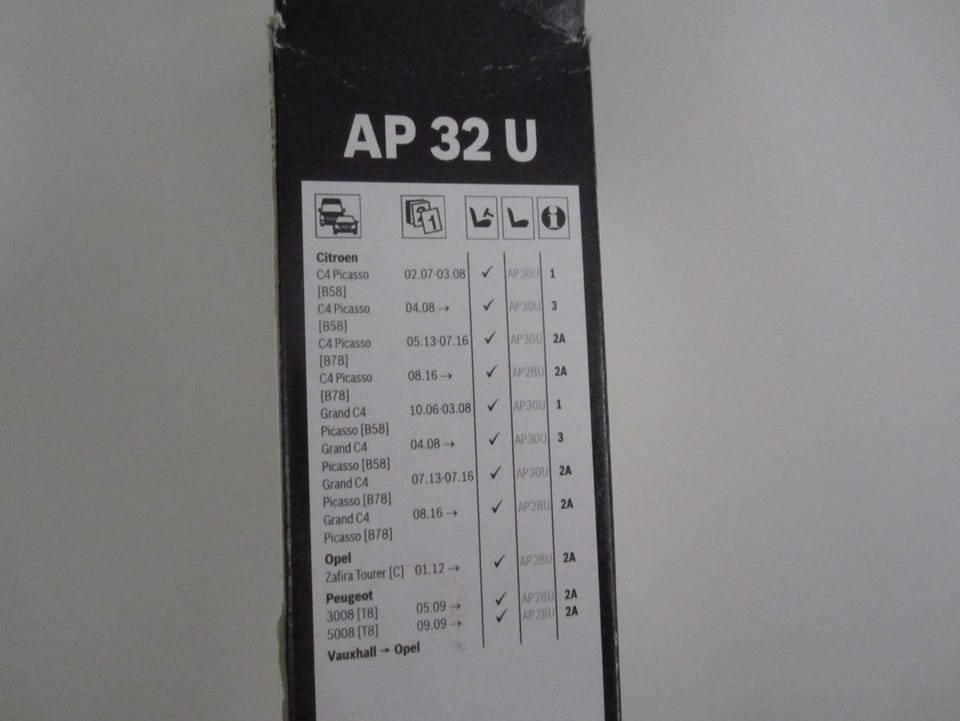 AP 32 U
1
Citroen
C4 Picasso 02.07-03.08 ✓ AP30U 1
[B58]
C4 Picasso 04.08 → ✓ AP30U 3
[B58]
C4 Picasso 05.13-07.16 ✓ AP30U 2A
[B78]
C4 Picasso 08.16 → ✓ AP28U 2A
[B78]
Grand C4 10.06-03.08 ✓ AP30U 1
Picasso [B58]
Grand C4 04.08 → ✓ AP30U 3
Picasso [B58]
Grand C4 07.13-07.16 ✓ AP30U 2A
Picasso [B78]
Grand C4 08.16 → ✓ AP28U 2A
Picasso [B78]
Opel
Zafira Tourer [C] 01.12 → ✓ AP28U 2A
Peugeot
3008 [T8] 05.09 → ✓ AP28U 2A
5008 [T8] 09.09 → ✓ AP28U 2A
Vauxhall → Opel